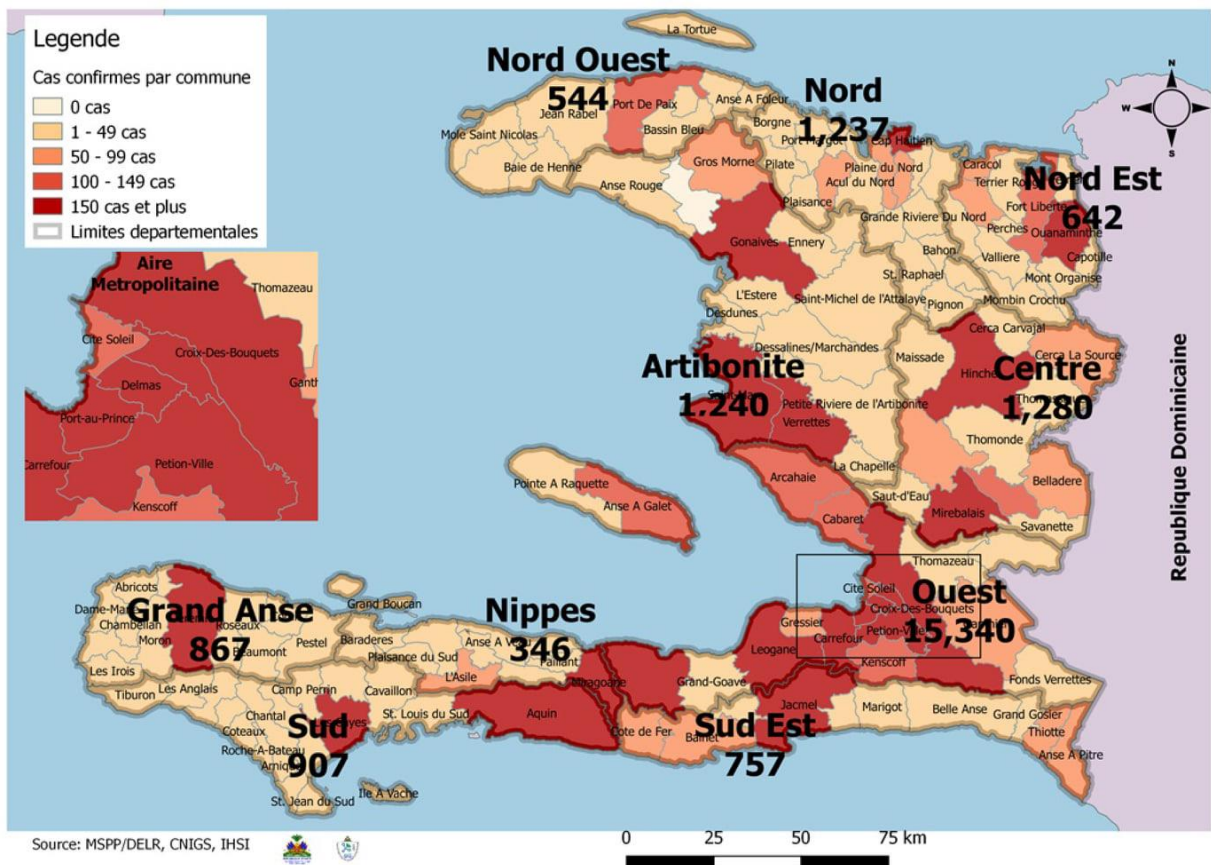 Legende
Cas confirmes par commune
0 cas
1 - 49 cas
50 - 99 cas
100 - 149 cas
150 cas et plus
Limites departementales
La Tortue
Nord Ouest
544
Port De Paix
Jean Rabel
Mole Saint Nicolas
Bassin Bleu
Baie de Henne
Anse A Foleur
Nord
1,237
Borgne
Port Margot
Cap Haitien
Pilate
Plaine du Nord
Acul du Nord
Plaisance
Grande Riviere Du Nord
Bahon
St. Raphael
Pignon
N
W
E
S
Caracol
Terrier Rouge
Nord Est
642
Fort Liberte
Perches
Ouanaminthe
Capotille
Valliere
Mont Organise
Mombin Crochu
Anse Rouge
Gros Morne
Gonaives
Ennery
L'Estere
Saint-Michel de l'Attalaye
Desdunes
Dessalines/Marchandes
Artibonite
1,240
Petite Riviere de l'Artibonite
Verrettes
La Chapelle
Cerca Carvajal
Maissade
Cerca La Source
Hinche
Centre
1,280
Thomonde
Belladere
Saut-d'Eau
Mirebalais
Savanette
Republique Dominicaine
Aire
Metropolitaine
Thomazeau
Cite Soleil
Croix-Des-Bouquets
Delmas
Port-au-Prince
Carrefour
Petion-Ville
Kenscoff
Pointe A Raquette
Anse A Galet
Arcahaie
Cabaret
Thomazeau
Cite Soleil
Ouest
15,340
Croix-Des-Bouquets
Gressier
Carrefour
Petion-Ville
Leogane
Kenscoff
Grand-Goave
Fonds Verrettes
Abricots
Grand Anse
867
Chambellan
Moron
Roseaux
Beaumont
Pestel
Les Irois
Grand Boucan
Nippes
346
Baraderes
Plaisance du Sud
Paillant
L'Asile
Miragoane
Tiburon
Les Anglais
Camp Perrin
Cavaillon
St. Louis du Sud
Aquin
Chantal
Coteaux
Sud
907
Roche-A-Bateau
St. Jean du Sud
Ile A Vache
Cote de Fer
Bainet
Sud Est
757
Jacmel
Marigot
Belle Anse
Grand Gosier
Thiotte
Anse A Pitre
Source: MSPP/DELR, CNIGS, IHSI
0 25 50 75 km